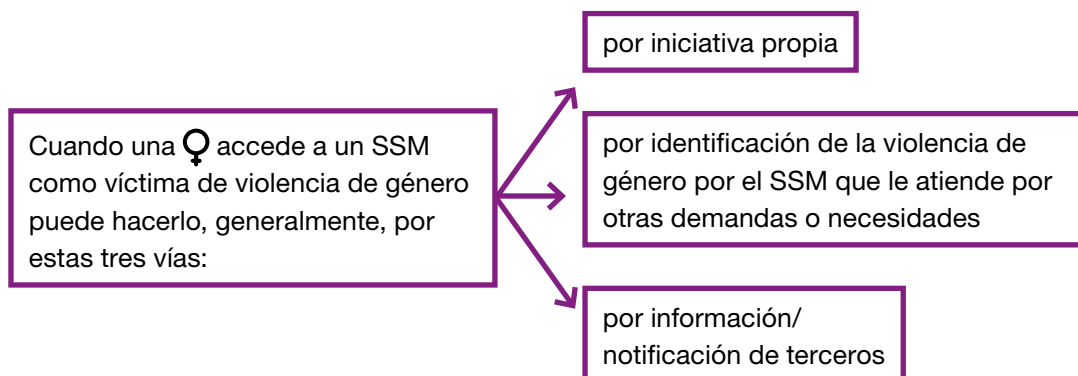 Cuando una ♀ accede a un SSM
como víctima de violencia de género
puede hacerlo, generalmente, por
estas tres vías:
por iniciativa propia
por identificación de la violencia de
género por el SSM que le atiende por
otras demandas o necesidades
por información/
notificación de terceros